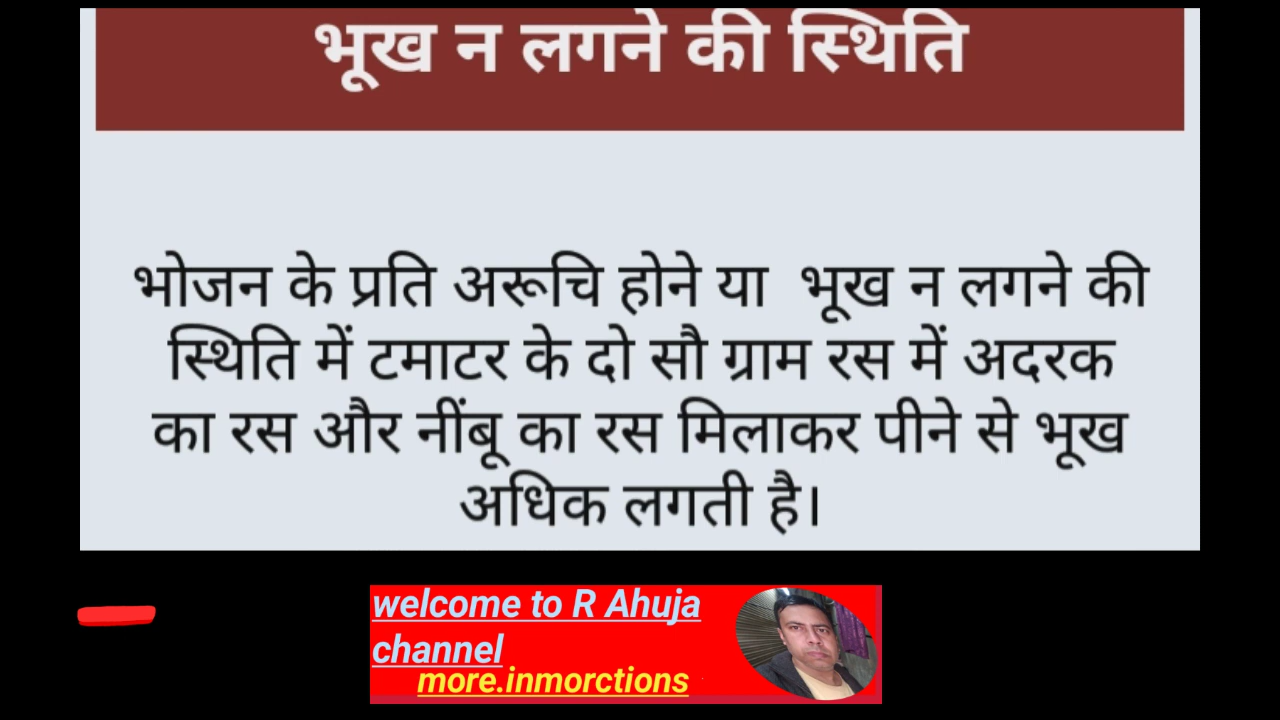 भूख न लगने की स्थिति
भोजन के प्रति अरूचि होने या भूख न लगने की
स्थिति में टमाटर के दो सौ ग्राम रस में अदरक
का रस और नींबू का रस मिलाकर पीने से भूख
अधिक लगती है।
welcome to R Ahuja
channel
more.inmorctions